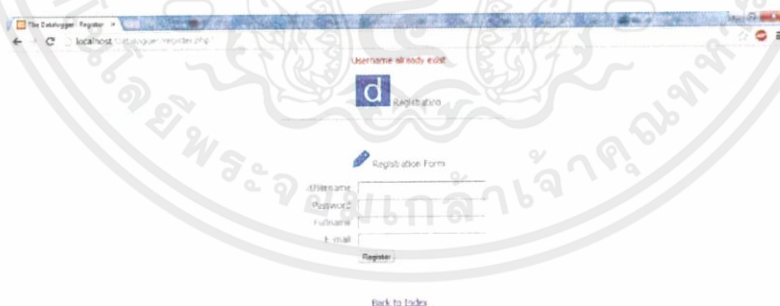 The Datalogger: Register
localhost/datalogger/register.php
Username already exist
d Registration
Registration Form
Username
Password
Fullname
E-mail
Register
Back to Index